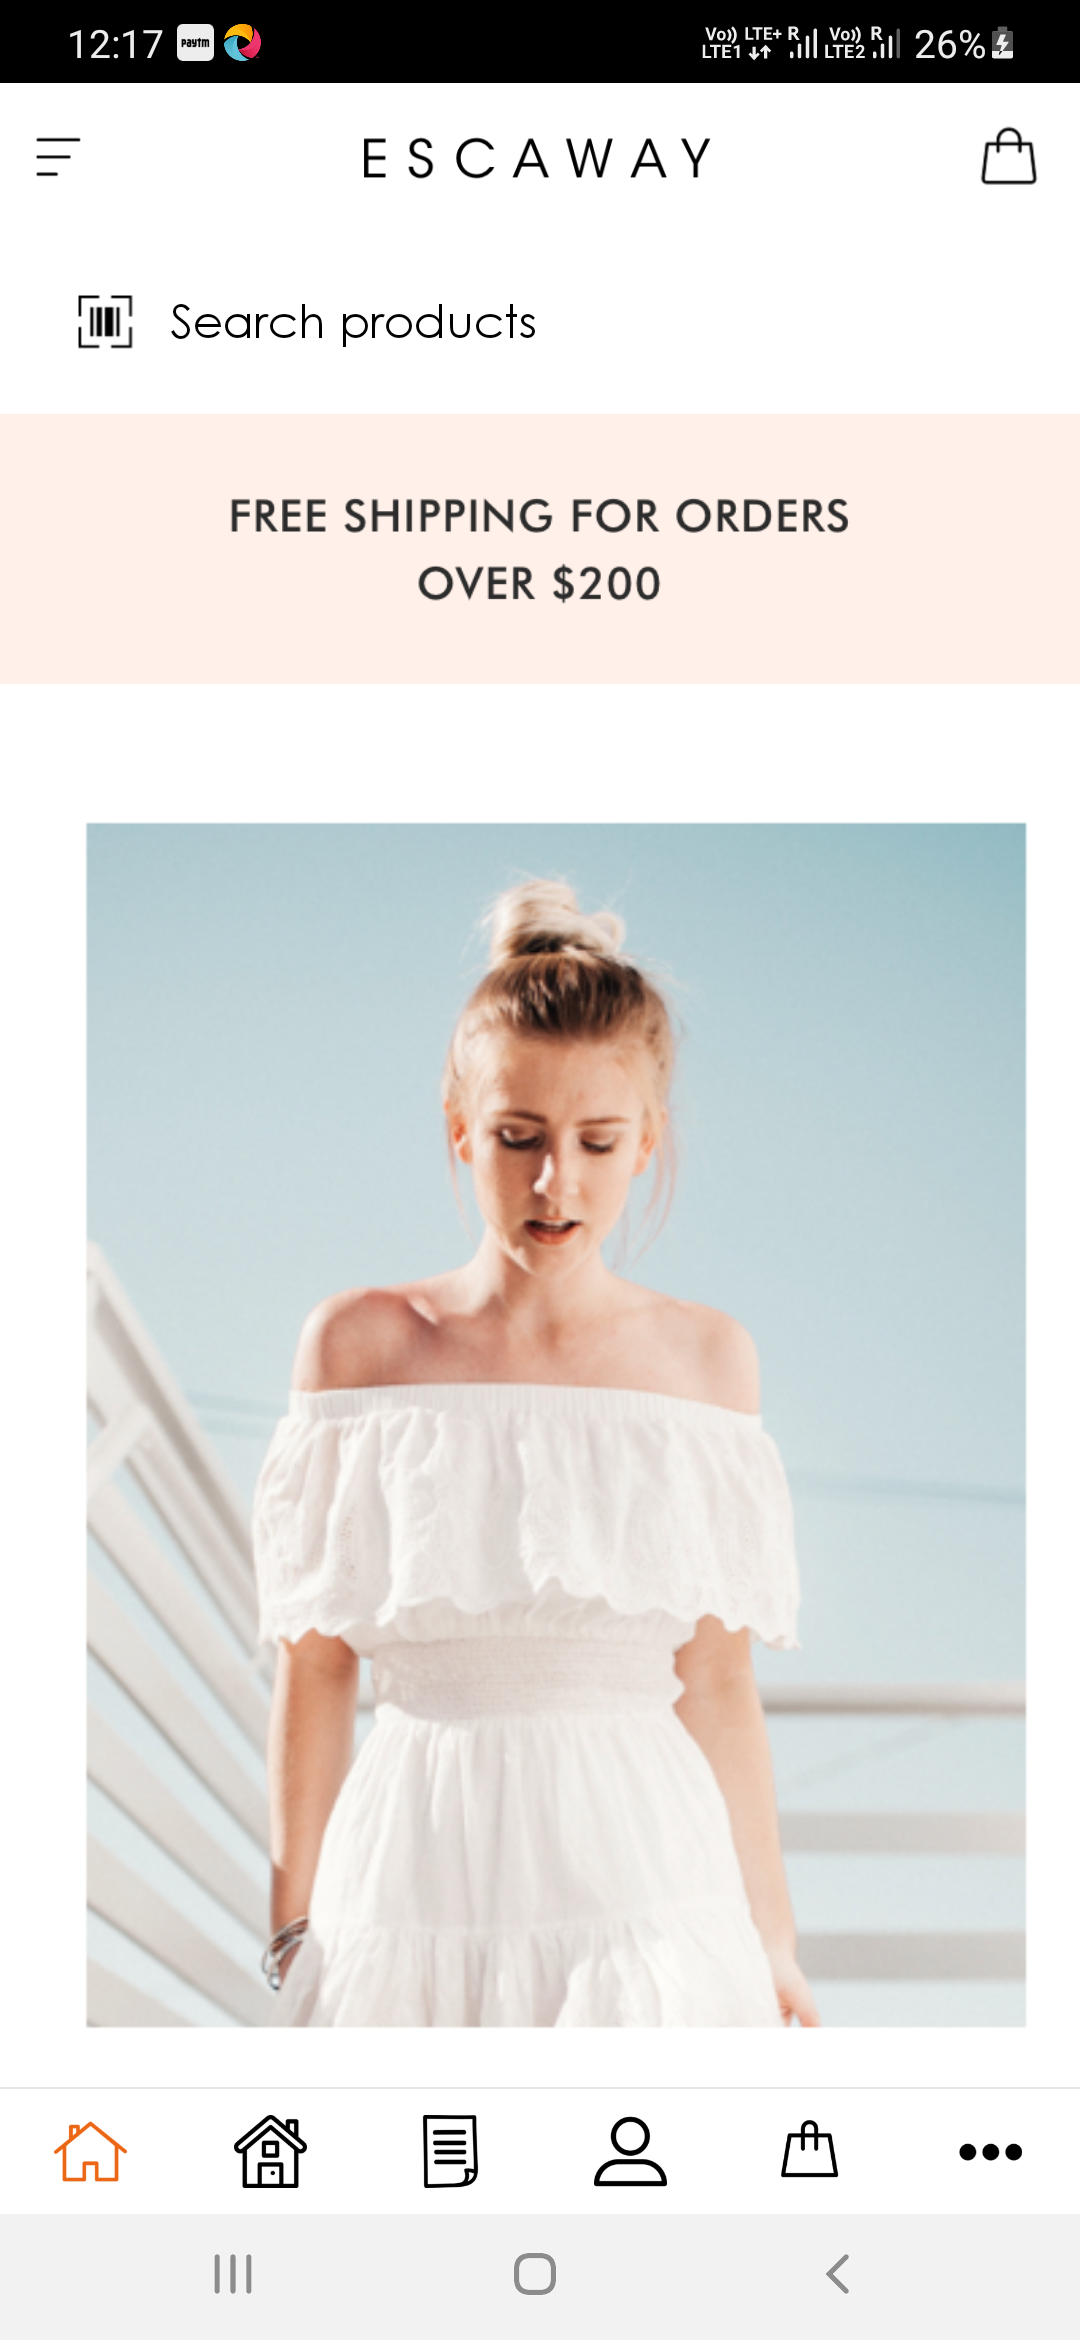 12:17 paytm Vo)) LTE1 LTE+ R Vo)) LTE2 R 26%
ESCAWAY
Search products
FREE SHIPPING FOR ORDERS
OVER $200